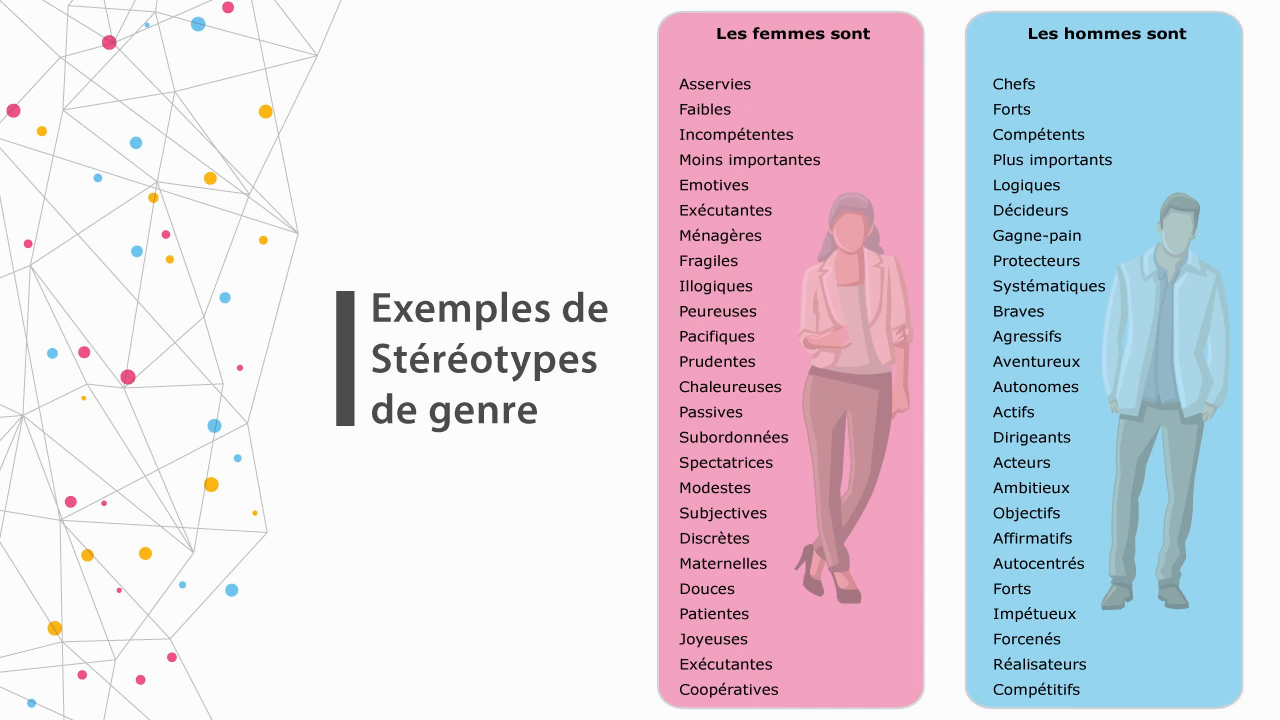 Exemples de
Stéréotypes
de genre
Les femmes sont
Asservies
Faibles
Incompétentes
Moins importantes
Emotives
Exécutantes
Ménagères
Fragiles
Illogiques
Peureuses
Pacifiques
Prudentes
Chaleureuses
Passives
Subordonnées
Spectatrices
Modestes
Subjectives
Discrètes
Maternelles
Douces
Patientes
Joyeuses
Exécutantes
Coopératives
Les hommes sont
Chefs
Forts
Compétents
Plus importants
Logiques
Décideurs
Gagne-pain
Protecteurs
Systématiques
Braves
Agressifs
Aventureux
Autonomes
Actifs
Dirigeants
Acteurs
Ambitieux
Objectifs
Affirmatifs
Autocentrés
Forts
Impétueux
Forcenés
Réalisateurs
Compétitifs